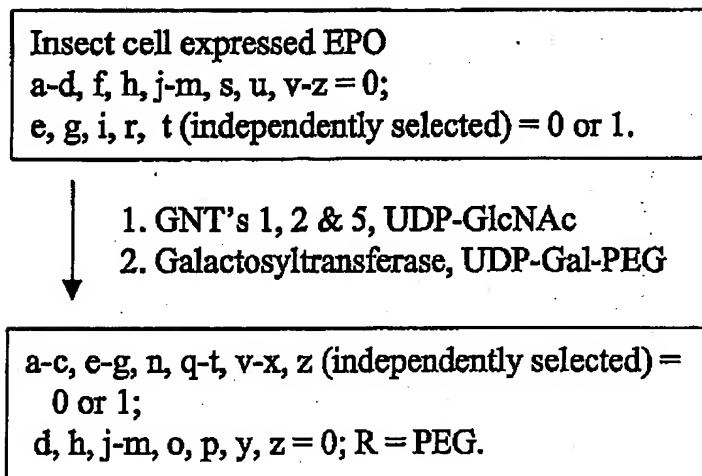 Insect cell expressed EPO
a-d, f, h, j-m, s, u, v-z = 0;
e, g, i, r, t (independently selected) = 0 or 1.
1. GNT's 1, 2 & 5, UDP-GlcNAc
2. Galactosyltransferase, UDP-Gal-PEG
a-c, e-g, n, q-t, v-x, z (independently selected) =
0 or 1;
d, h, j-m, o, p, y, z = 0; R = PEG.